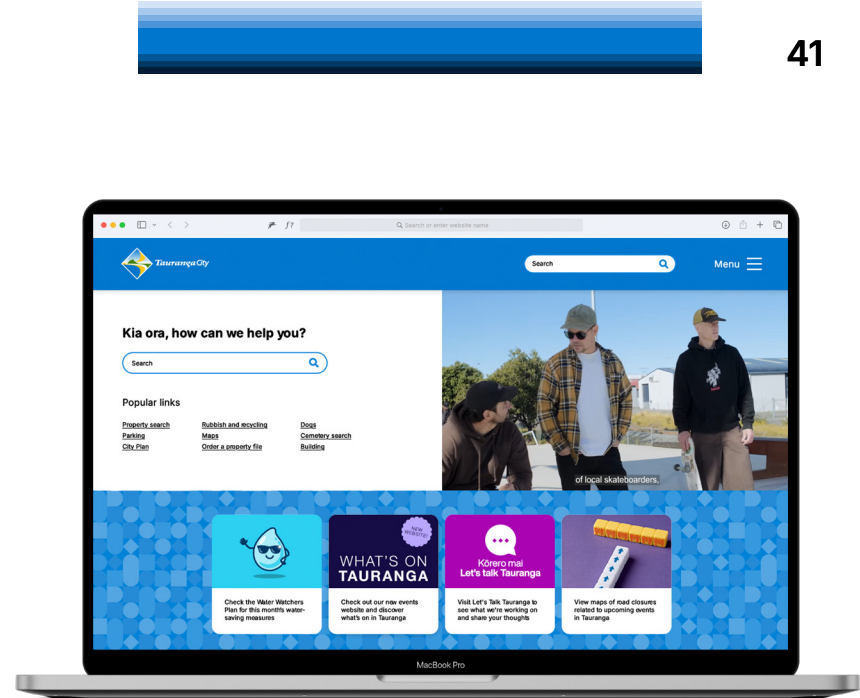 41
Search or enter website name
Tauranga City
Search
Menu
Kia ora, how can we help you?
Search
Popular links
Property search
Rubbish and recycling
Dogs
Parking
Maps
Cemetery search
City Plan
Order a property file
Building
of local skateboarders,
NEW
WEBSITE!
WHAT'S ON
TAURANGA
Kōrero mai
Let's talk Tauranga
Check the Water Watchers
Plan for this month's water-
saving measures
Check out our new events
website and discover
what's on in Tauranga
Visit Let's Talk Tauranga to
see what we're working on
and share your thoughts
View maps of road closures
related to upcoming events
in Tauranga
MacBook Pro